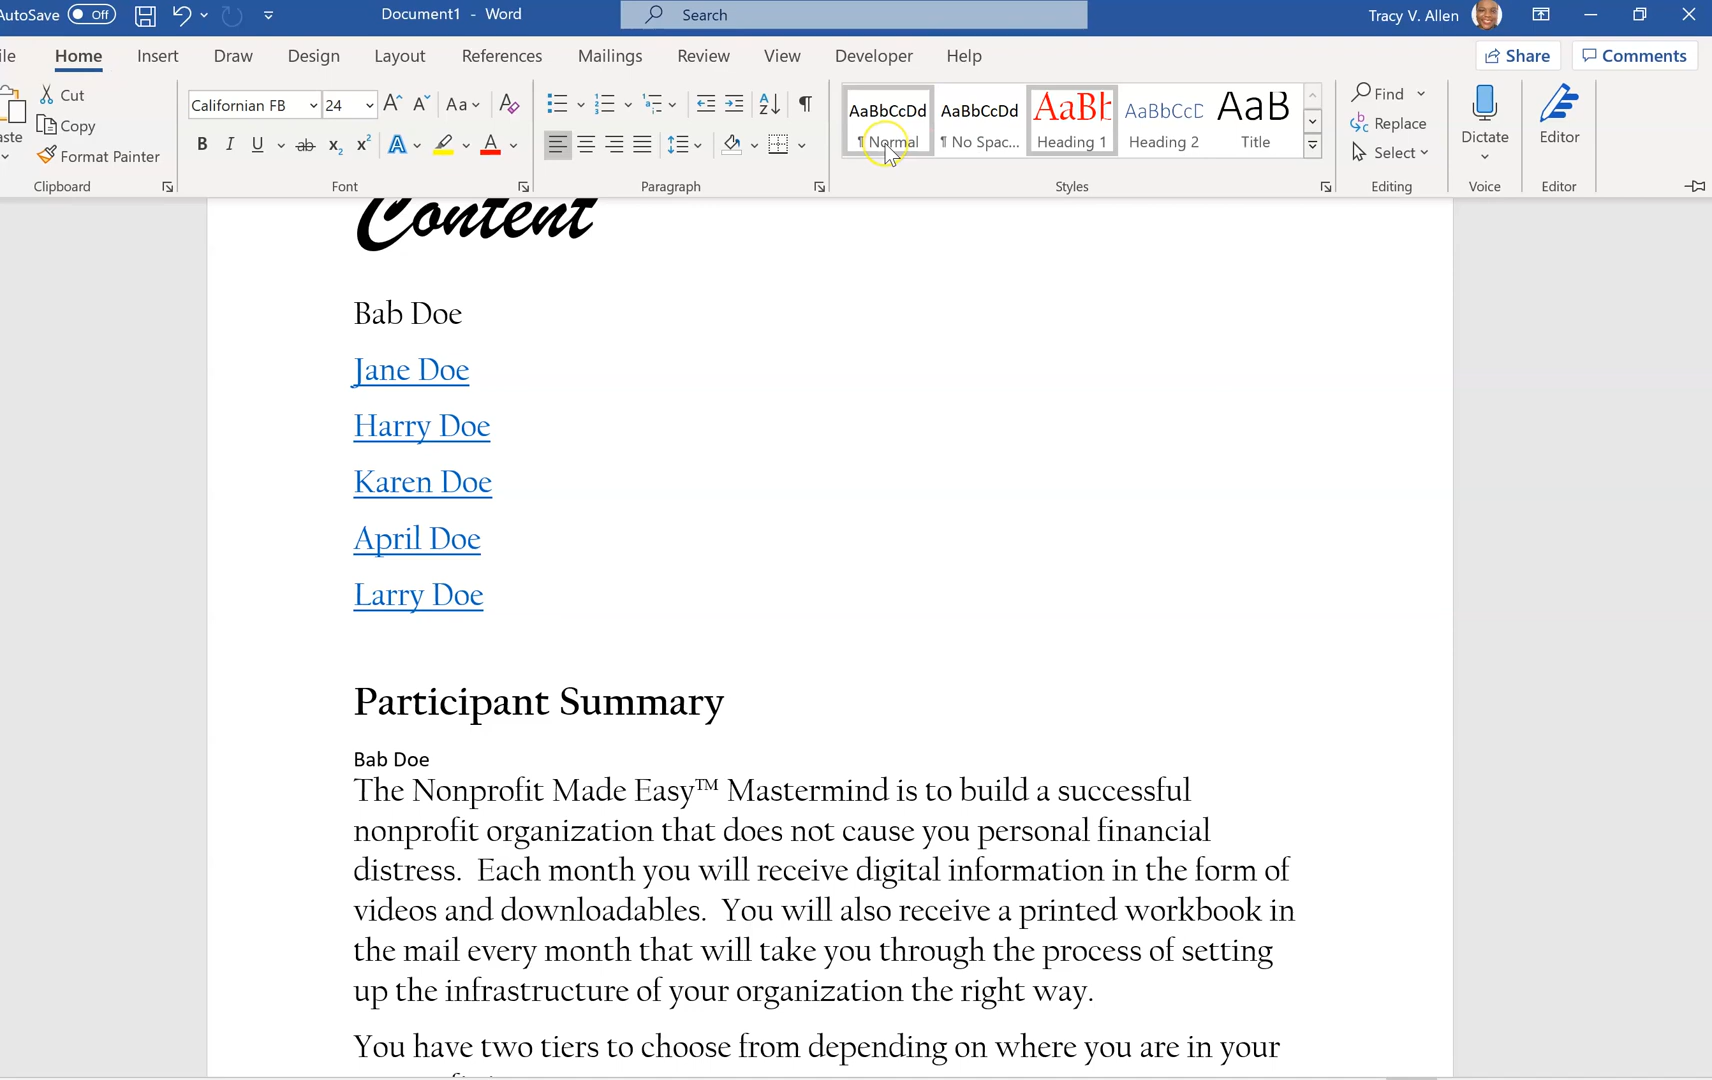 AutoSave Off Document1 - Word Search Tracy V. Allen
ile Home Insert Draw Design Layout References Mailings Review View Developer Help Share Comments
aste Cut
Copy
Format Painter
Clipboard
Californian FB 24 Aa
B I U ab x2 x2 A A
Font
Paragraph
AaBbCcDd AaBbCcDd AaBb AaBbCcD AaB
¶ Normal ¶ No Spac... Heading 1 Heading 2 Title
Styles
Find
Replace
Select
Editing
Dictate
Voice
Editor
Editor
Content
Bab Doe
Jane Doe
Harry Doe
Karen Doe
April Doe
Larry Doe
Participant Summary
Bab Doe
The Nonprofit Made Easy™ Mastermind is to build a successful
nonprofit organization that does not cause you personal financial
distress.  Each month you will receive digital information in the form of
videos and downloadables.  You will also receive a printed workbook in
the mail every month that will take you through the process of setting
up the infrastructure of your organization the right way.
You have two tiers to choose from depending on where you are in your